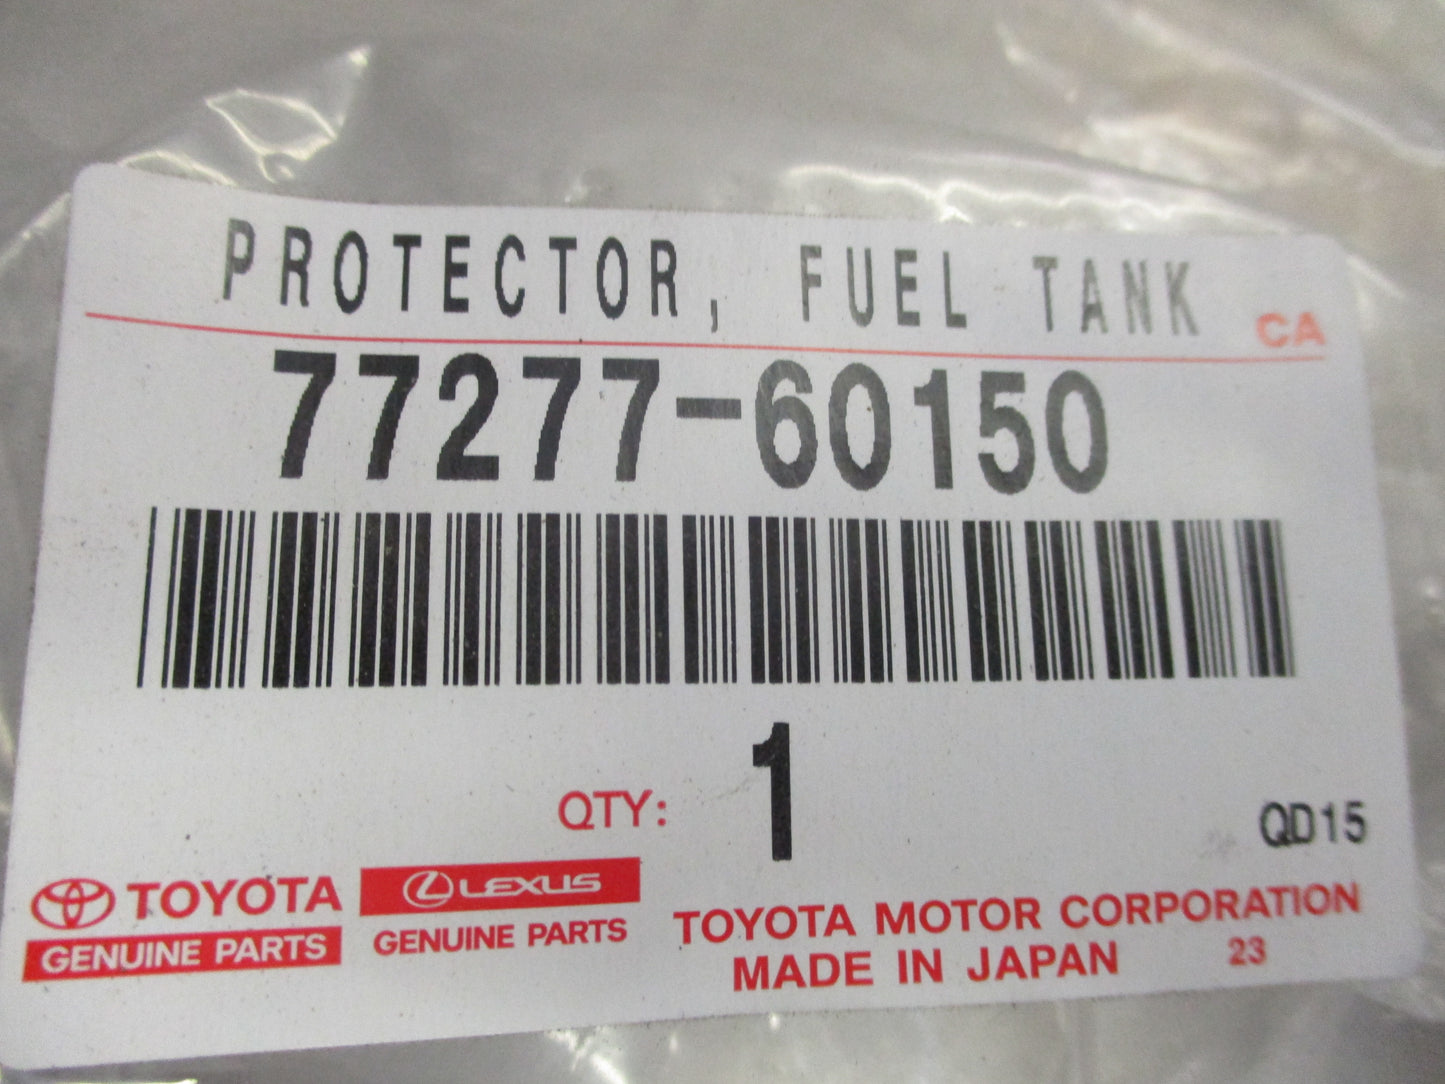 PROTECTOR, FUEL TANK
CA
77277-60150
QTY: 1
QD15
TOYOTA
GENUINE PARTS
LEXUS
GENUINE PARTS
TOYOTA MOTOR CORPORATION
MADE IN JAPAN 23